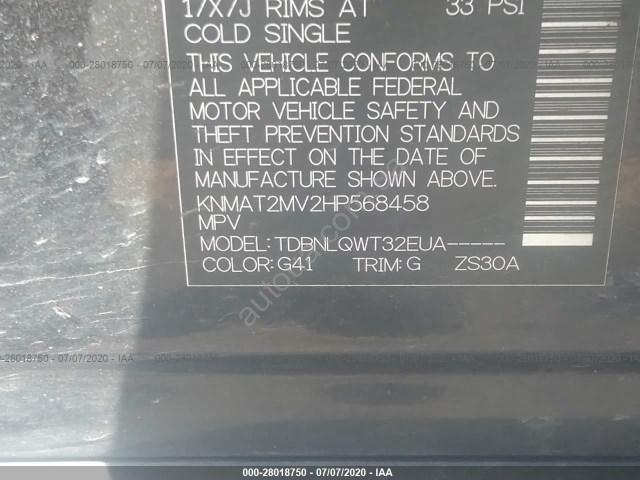 17X7J RIMS AT 33 PSI
COLD SINGLE
THIS VEHICLE CONFORMS TO
ALL APPLICABLE FEDERAL
MOTOR VEHICLE SAFETY AND
THEFT PREVENTION STANDARDS
IN EFFECT ON THE DATE OF
MANUFACTURE SHOWN ABOVE.
KNMAT2MV2HP568458
MPV
MODEL: TDBNLQWT32EUA-----
COLOR: G41 TRIM: G ZS30A
000-28018750 - 07/07/2020 - IAA